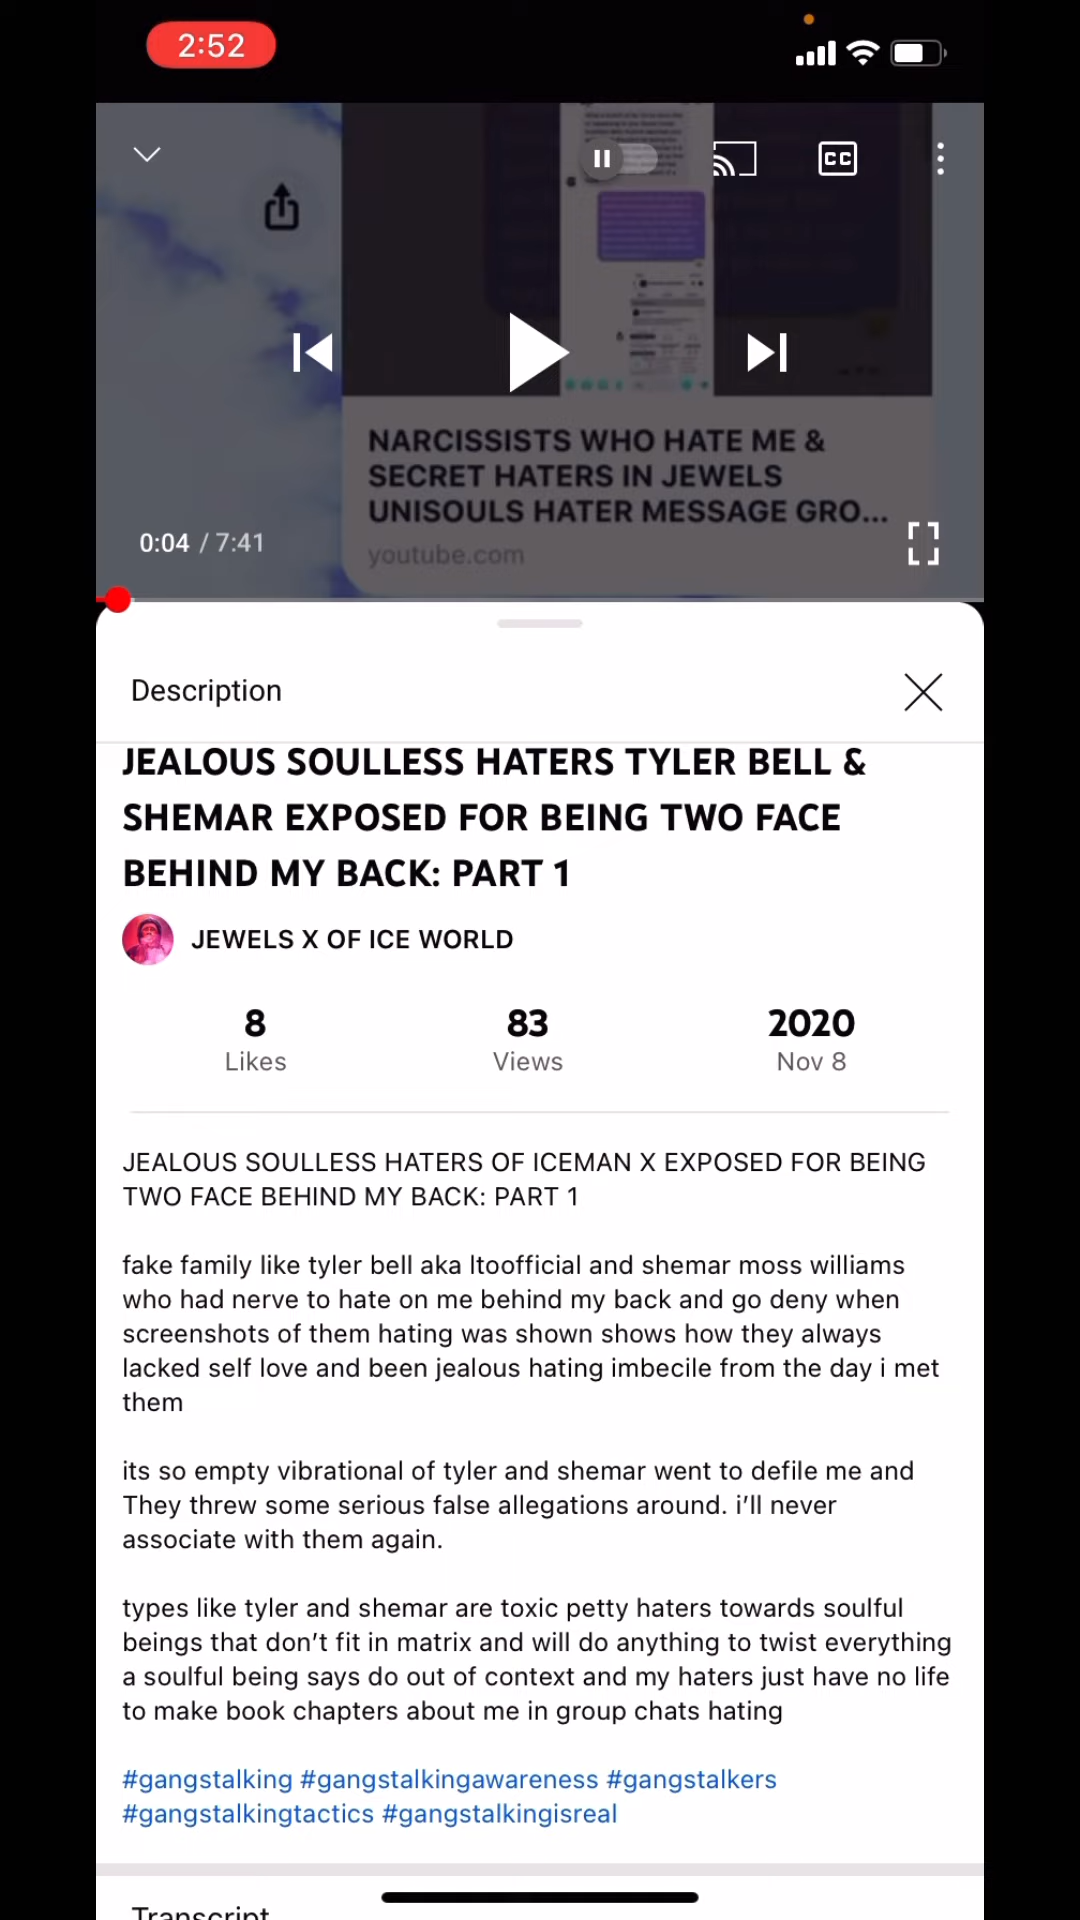 2:52
CC
NARCISSISTS WHO HATE ME &
SECRET HATERS IN JEWELS
UNISOULS HATER MESSAGE GRO...
youtube.com
0:04 / 7:41
Description
JEALOUS SOULLESS HATERS TYLER BELL &
SHEMAR EXPOSED FOR BEING TWO FACE
BEHIND MY BACK: PART 1
JEWELS X OF ICE WORLD
8 83 2020
Likes Views Nov 8
JEALOUS SOULLESS HATERS OF ICEMAN X EXPOSED FOR BEING
TWO FACE BEHIND MY BACK: PART 1
fake family like tyler bell aka ltoofficial and shemar moss williams
who had nerve to hate on me behind my back and go deny when
screenshots of them hating was shown shows how they always
lacked self love and been jealous hating imbecile from the day i met
them
its so empty vibrational of tyler and shemar went to defile me and
They threw some serious false allegations around. i’ll never
associate with them again.
types like tyler and shemar are toxic petty haters towards soulful
beings that don’t fit in matrix and will do anything to twist everything
a soulful being says do out of context and my haters just have no life
to make book chapters about me in group chats hating
#gangstalking #gangstalkingawareness #gangstalkers
#gangstalkingtactics #gangstalkingisreal
Transcript